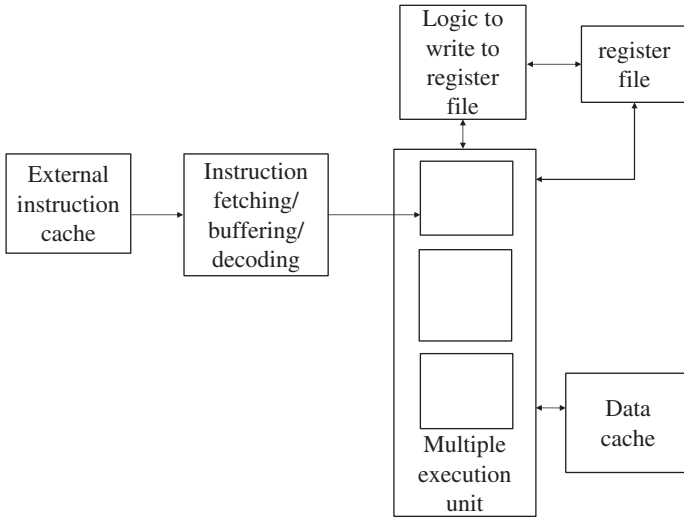 Logic to
write to
register
file
register
file
External
instruction
cache
Instruction
fetching/
buffering/
decoding
Data
cache
Multiple
execution
unit